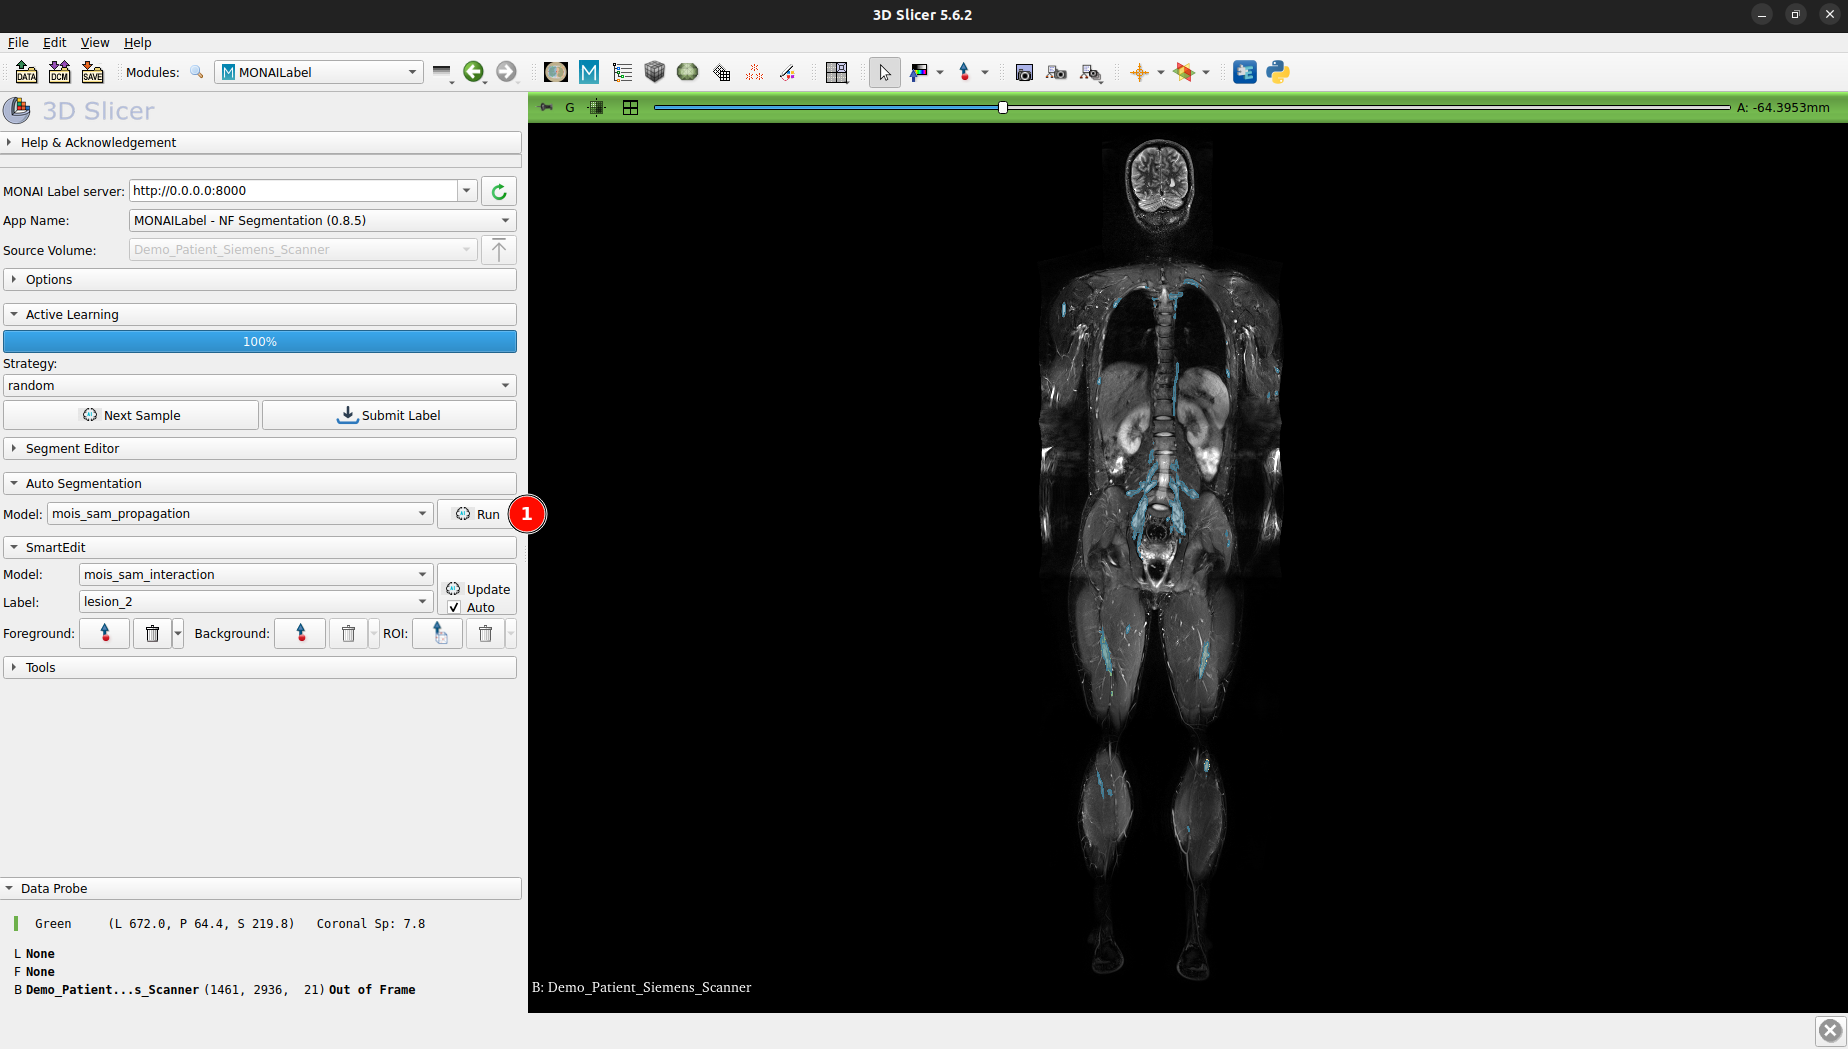 3D Slicer 5.6.2
File Edit View Help
DATA DCM SAVE Modules: M MONAILabel M
3D Slicer
G A: -64.3953mm
Help & Acknowledgement
MONAI Label server: http://0.0.0.0:8000
App Name: MONAILabel - NF Segmentation (0.8.5)
Source Volume: Demo_Patient_Siemens_Scanner
Options
Active Learning
100%
Strategy:
random
Next Sample Submit Label
Segment Editor
Auto Segmentation
Model: mois_sam_propagation Run 1
SmartEdit
Model: mois_sam_interaction Update
Label: lesion_2 Auto
Foreground: Background: ROI:
Tools
Data Probe
Green (L 672.0, P 64.4, S 219.8) Coronal Sp: 7.8
L None
F None
B Demo_Patient...s_Scanner (1461, 2936, 21) Out of Frame
B: Demo_Patient_Siemens_Scanner